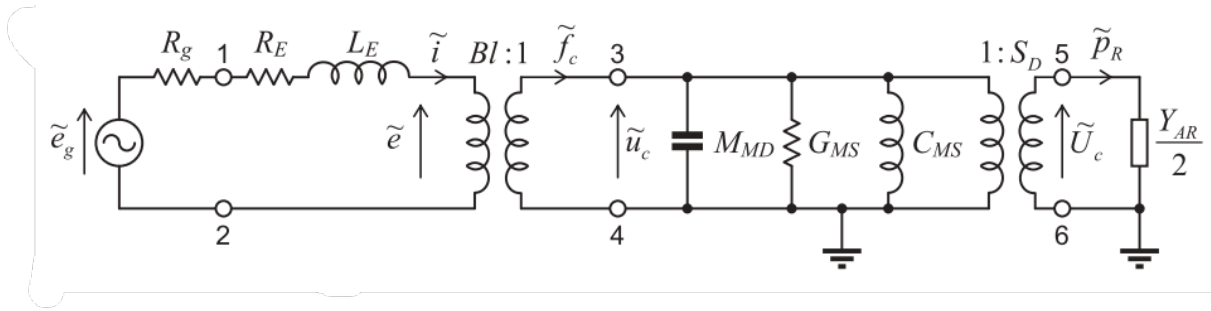 R_g 1 R_E L_E ĩ Bl:1 f̃_c 3 1:S_D 5 p̃_R
ẽ_g ẽ ũ_c M_MD G_MS C_MS Ũ_c Y_AR/2
2 4 6